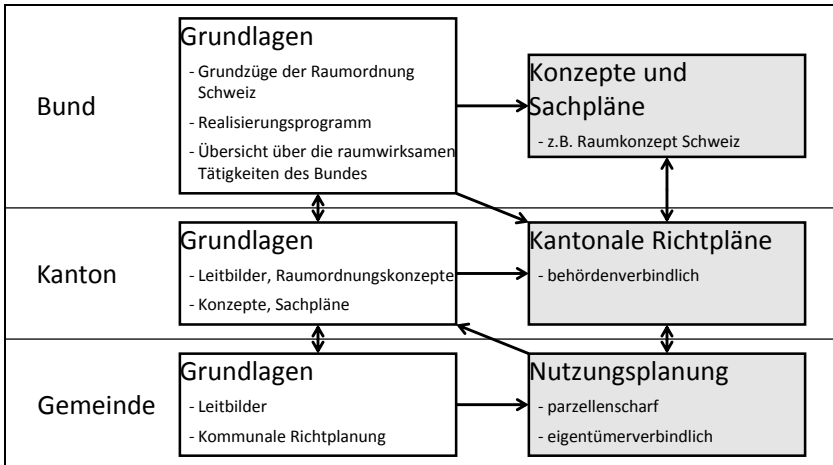 Bund
Grundlagen
- Grundzüge der Raumordnung
Schweiz
- Realisierungsprogramm
- Übersicht über die raumwirksamen
Tätigkeiten des Bundes
Konzepte und
Sachpläne
- z.B. Raumkonzept Schweiz
Kanton
Grundlagen
- Leitbilder, Raumordnungskonzepte
- Konzepte, Sachpläne
Kantonale Richtpläne
- behördenverbindlich
Gemeinde
Grundlagen
- Leitbilder
- Kommunale Richtplanung
Nutzungsplanung
- parzellenscharf
- eigentümerverbindlich